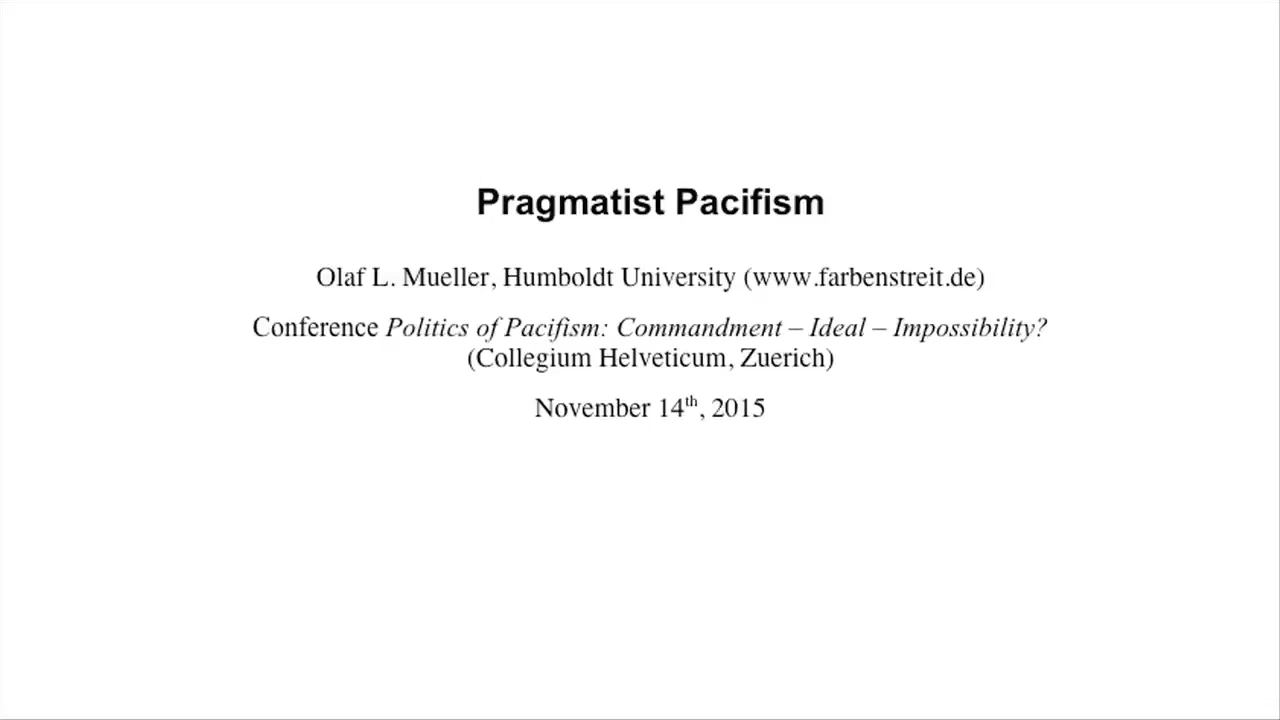 Pragmatist Pacifism
Olaf L. Mueller, Humboldt University (www.farbenstreit.de)
Conference Politics of Pacifism: Commandment – Ideal – Impossibility?
(Collegium Helveticum, Zuerich)
November 14th, 2015